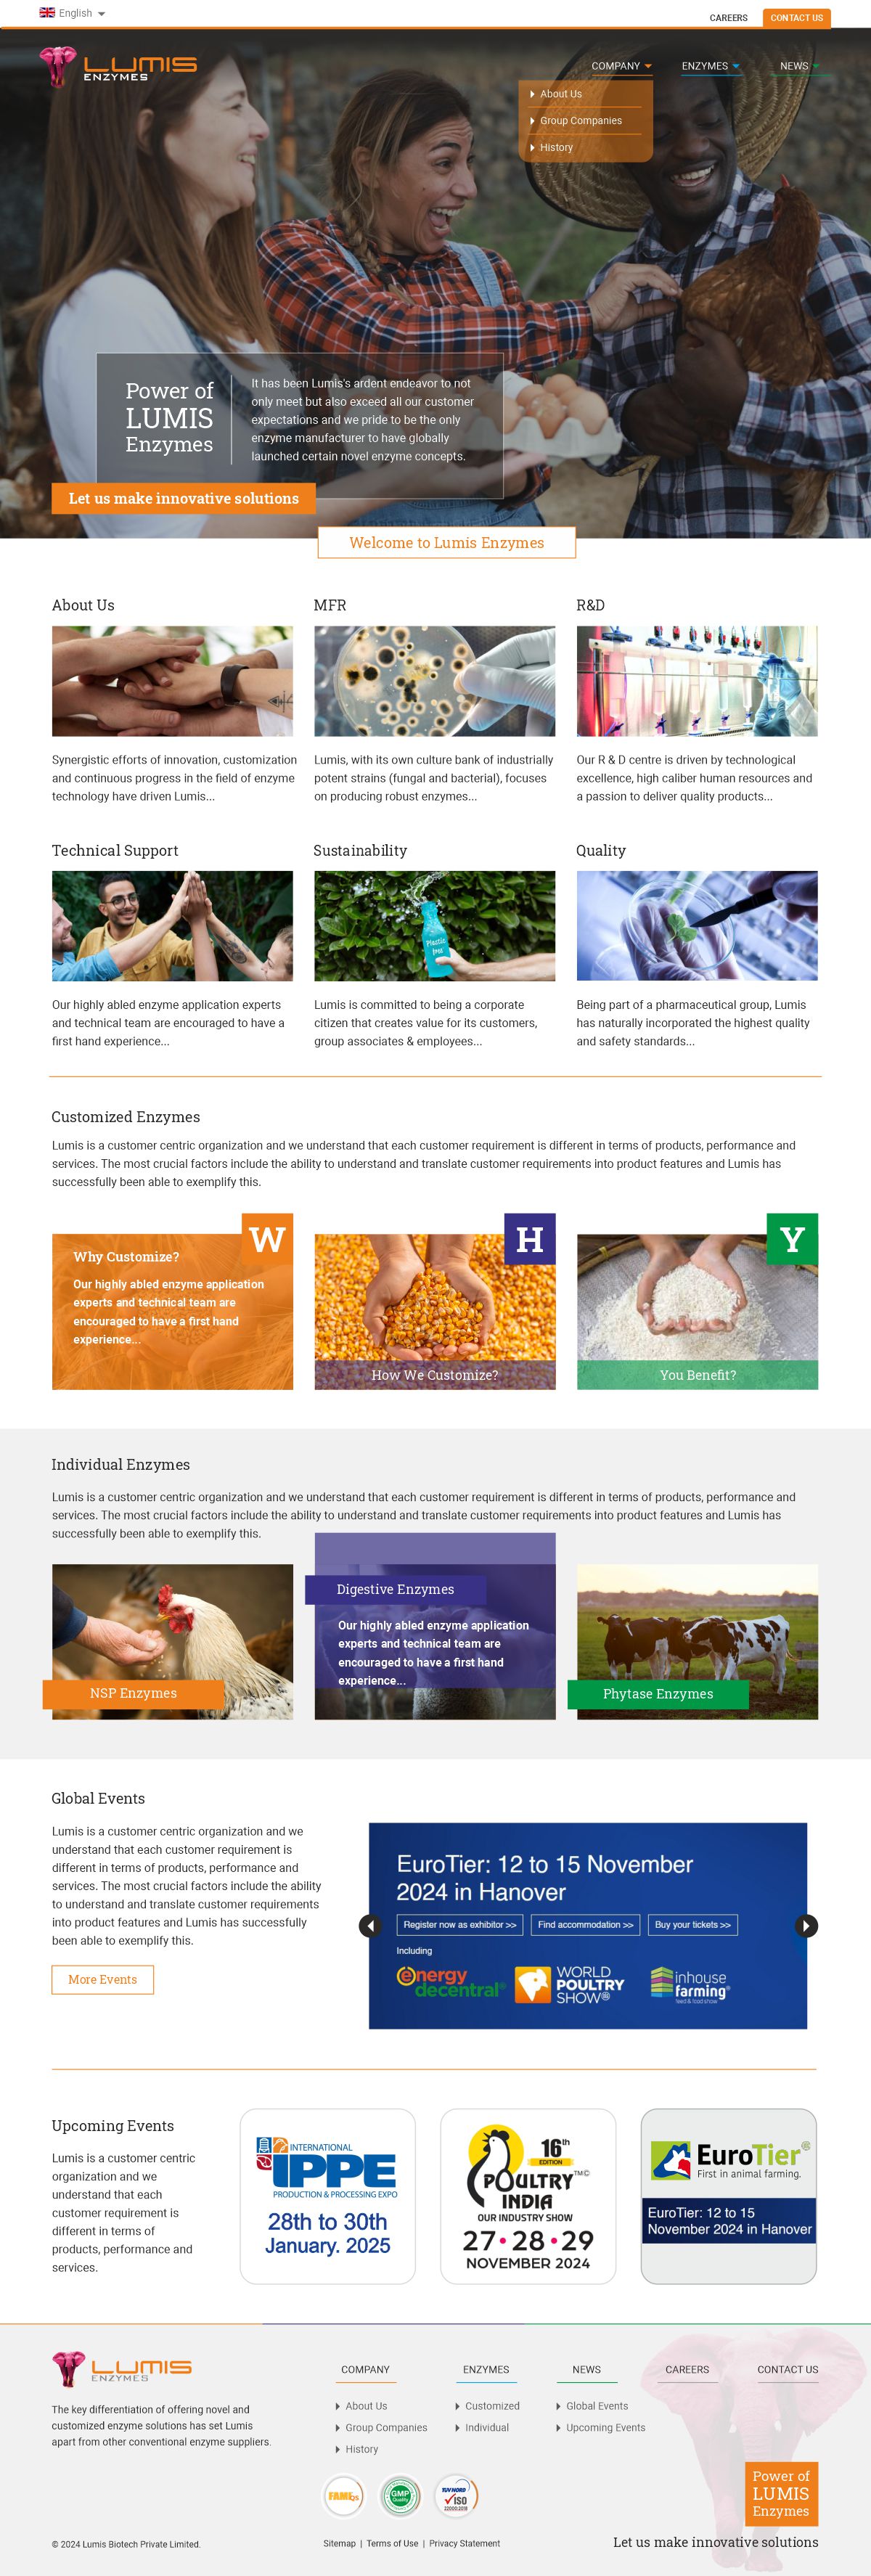 English
CAREERS
CONTACT US
LUMIS
ENZYMES
COMPANY
ENZYMES
NEWS
About Us
Group Companies
History
Power of
LUMIS
Enzymes
It has been Lumis's ardent endeavor to not
only meet but also exceed all our customer
expectations and we pride to be the only
enzyme manufacturer to have globally
launched certain novel enzyme concepts.
Let us make innovative solutions
Welcome to Lumis Enzymes
About Us
MFR
R&D
Synergistic efforts of innovation, customization
and continuous progress in the field of enzyme
technology have driven Lumis...
Lumis, with its own culture bank of industrially
potent strains (fungal and bacterial), focuses
on producing robust enzymes...
Our R & D centre is driven by technological
excellence, high caliber human resources and
a passion to deliver quality products...
Technical Support
Sustainability
Quality
Plastic
free
Our highly abled enzyme application experts
and technical team are encouraged to have a
first hand experience...
Lumis is committed to being a corporate
citizen that creates value for its customers,
group associates & employees...
Being part of a pharmaceutical group, Lumis
has naturally incorporated the highest quality
and safety standards...
Customized Enzymes
Lumis is a customer centric organization and we understand that each customer requirement is different in terms of products, performance and
services. The most crucial factors include the ability to understand and translate customer requirements into product features and Lumis has
successfully been able to exemplify this.
W
Why Customize?
Our highly abled enzyme application
experts and technical team are
encouraged to have a first hand
experience...
H
How We Customize?
Y
You Benefit?
Individual Enzymes
Lumis is a customer centric organization and we understand that each customer requirement is different in terms of products, performance and
services. The most crucial factors include the ability to understand and translate customer requirements into product features and Lumis has
successfully been able to exemplify this.
NSP Enzymes
Digestive Enzymes
Our highly abled enzyme application
experts and technical team are
encouraged to have a first hand
experience...
Phytase Enzymes
Global Events
Lumis is a customer centric organization and we
understand that each customer requirement is
different in terms of products, performance and
services. The most crucial factors include the ability
to understand and translate customer requirements
into product features and Lumis has successfully
been able to exemplify this.
More Events
EuroTier: 12 to 15 November
2024 in Hanover
Register now as exhibitor >>
Find accommodation >>
Buy your tickets >>
Including
energy
decentral®
WORLD
POULTRY
SHOW®
inhouse
farming®
feed & food show
Upcoming Events
Lumis is a customer centric
organization and we
understand that each
customer requirement is
different in terms of
products, performance and
services.
INTERNATIONAL
IPPE
PRODUCTION & PROCESSING EXPO
28th to 30th
January. 2025
16th
EDITION
POULTRY™©
INDIA
OUR INDUSTRY SHOW
27•28•29
NOVEMBER 2024
EuroTier®
First in animal farming.
EuroTier: 12 to 15
November 2024 in Hanover
LUMIS
ENZYMES
The key differentiation of offering novel and
customized enzyme solutions has set Lumis
apart from other conventional enzyme suppliers.
COMPANY
About Us
Group Companies
History
ENZYMES
Customized
Individual
NEWS
Global Events
Upcoming Events
CAREERS
CONTACT US
FAMIQS
GMP
Quality
TUV NORD
ISO
22000:2018
Power of
LUMIS
Enzymes
Let us make innovative solutions
© 2024 Lumis Biotech Private Limited.
Sitemap | Terms of Use | Privacy Statement